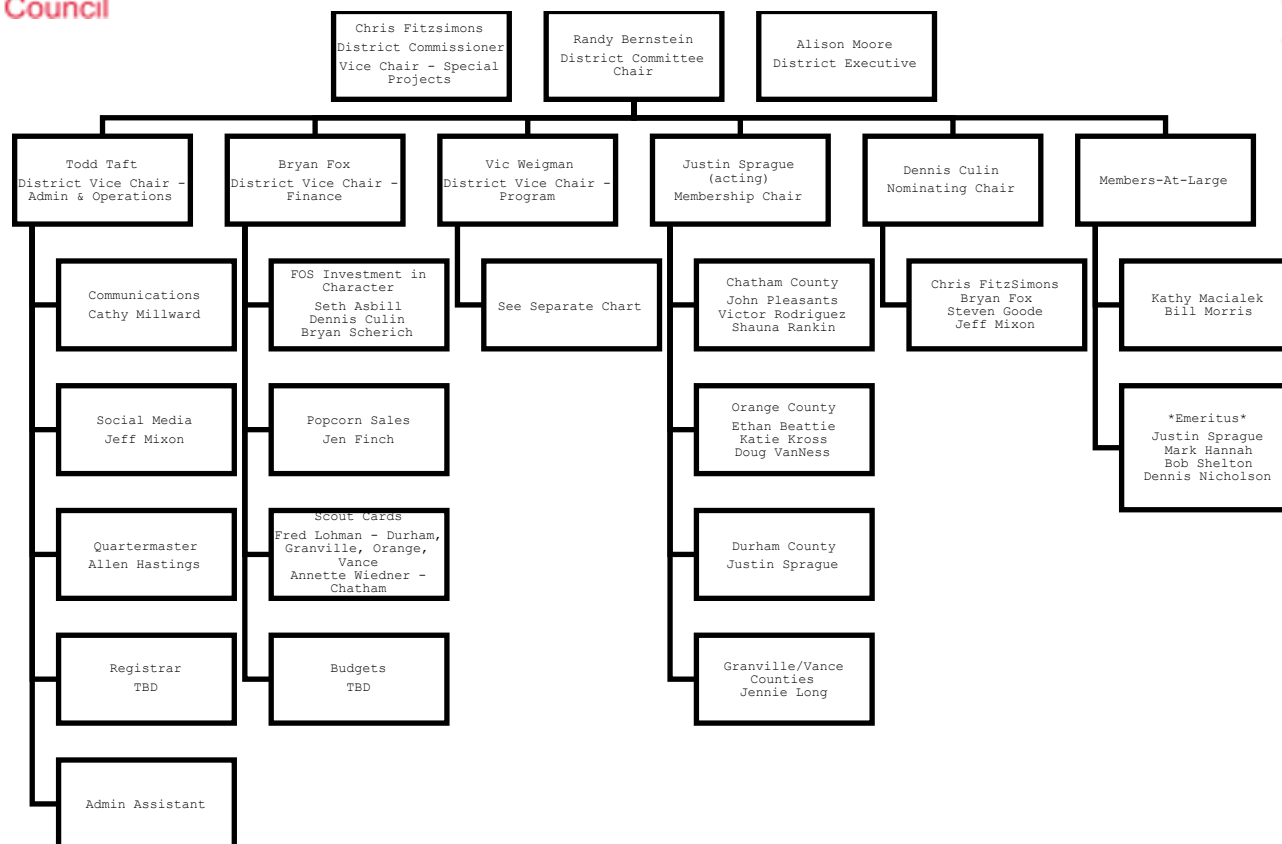 Council
Chris Fitzsimons
District Commissioner
Vice Chair - Special
Projects
Randy Bernstein
District Committee
Chair
Alison Moore
District Executive
Todd Taft
District Vice Chair -
Admin & Operations
Bryan Fox
District Vice Chair -
Finance
Vic Weigman
District Vice Chair -
Program
Justin Sprague
(acting)
Membership Chair
Dennis Culin
Nominating Chair
Members-At-Large
Communications
Cathy Millward
Social Media
Jeff Mixon
Quartermaster
Allen Hastings
Registrar
TBD
Admin Assistant
FOS Investment in
Character
Seth Asbill
Dennis Culin
Bryan Scherich
Popcorn Sales
Jen Finch
Scout Cards
Fred Lohman - Durham,
Granville, Orange,
Vance
Annette Wiedner -
Chatham
Budgets
TBD
See Separate Chart
Chatham County
John Pleasants
Victor Rodriguez
Shauna Rankin
Orange County
Ethan Beattie
Katie Kross
Doug VanNess
Durham County
Justin Sprague
Granville/Vance
Counties
Jennie Long
Chris FitzSimons
Bryan Fox
Steven Goode
Jeff Mixon
Kathy Macialek
Bill Morris
*Emeritus*
Justin Sprague
Mark Hannah
Bob Shelton
Dennis Nicholson